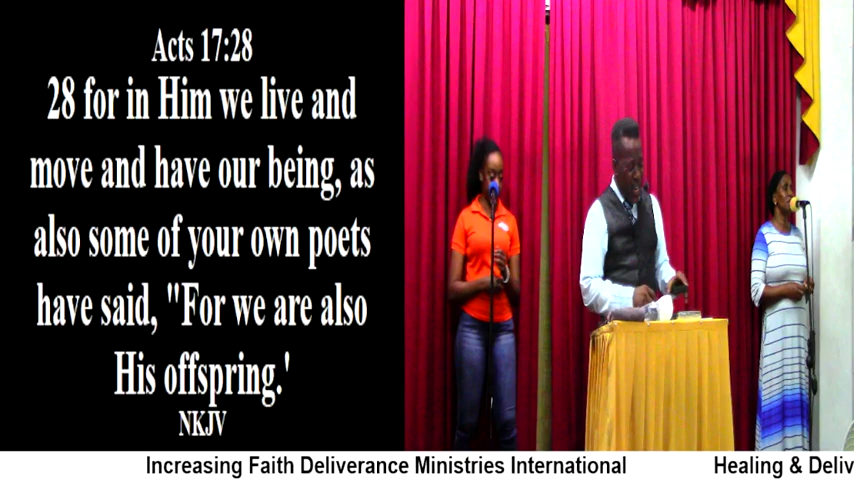 Acts 17:28
28 for in Him we live and
move and have our being, as
also some of your own poets
have said, "For we are also
His offspring.'
NKJV
Increasing Faith Deliverance Ministries International Healing & Deliv